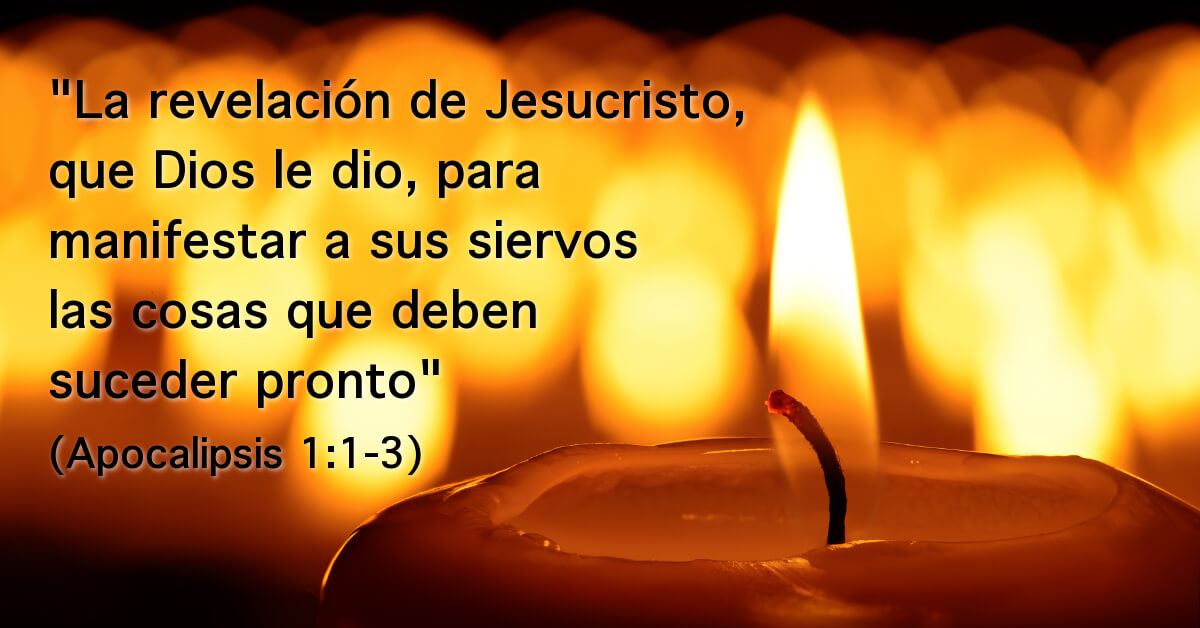 "La revelación de Jesucristo,
que Dios le dio, para
manifestar a sus siervos
las cosas que deben
suceder pronto"
(Apocalipsis 1:1-3)